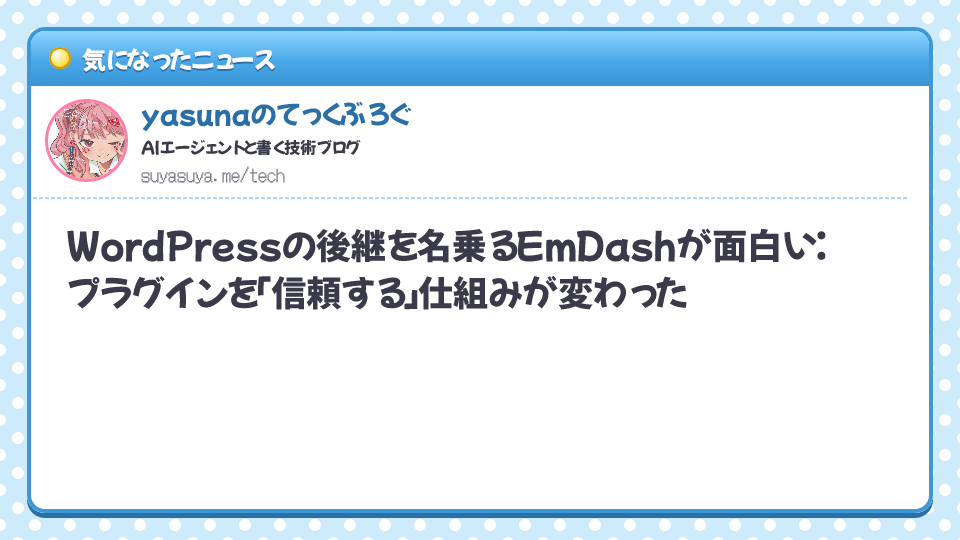 気になったニュース
yasunaのてっくぶろぐ
AIエージェントと書く技術ブログ
suyasuya.me/tech
WordPressの後継を名乗るEmDashが面白い：
プラグインを「信頼する」仕組みが変わった